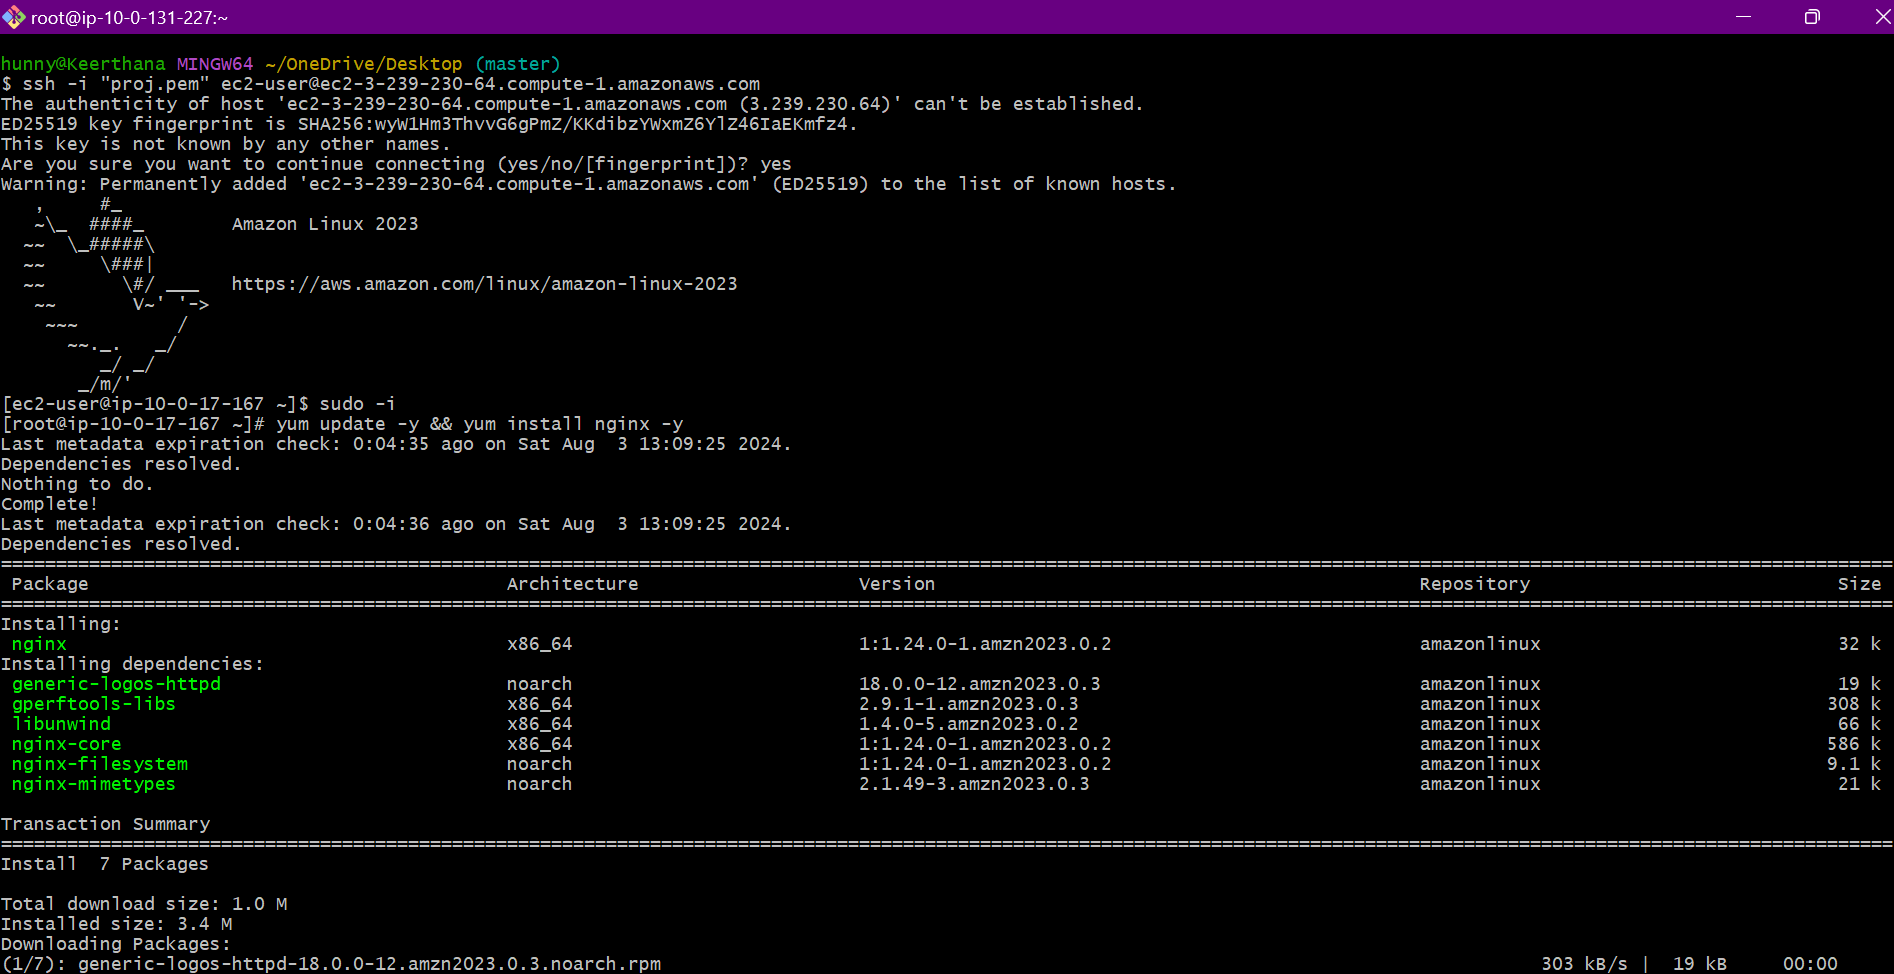 root@ip-10-0-131-227:~
hunny@Keerthana MINGW64 ~/OneDrive/Desktop (master)
$ ssh -i "proj.pem" ec2-user@ec2-3-239-230-64.compute-1.amazonaws.com
The authenticity of host 'ec2-3-239-230-64.compute-1.amazonaws.com (3.239.230.64)' can't be established.
ED25519 key fingerprint is SHA256:wyW1Hm3ThvvG6gPmZ/KKdibzYWxmZ6YlZ46IaEKmfz4.
This key is not known by any other names.
Are you sure you want to continue connecting (yes/no/[fingerprint])? yes
Warning: Permanently added 'ec2-3-239-230-64.compute-1.amazonaws.com' (ED25519) to the list of known hosts.
   ,     #_
   ~\_  ####_        Amazon Linux 2023
  ~~  \_#####\
  ~~     \###|
  ~~       \#/ ___   https://aws.amazon.com/linux/amazon-linux-2023
   ~~       V~' '->
    ~~~         /
      ~~._.   _/
         _/ _/
       _/m/'
[ec2-user@ip-10-0-17-167 ~]$ sudo -i
[root@ip-10-0-17-167 ~]# yum update -y && yum install nginx -y
Last metadata expiration check: 0:04:35 ago on Sat Aug  3 13:09:25 2024.
Dependencies resolved.
Nothing to do.
Complete!
Last metadata expiration check: 0:04:36 ago on Sat Aug  3 13:09:25 2024.
Dependencies resolved.
Package Architecture Version Repository Size
Installing:
nginx x86_64 1:1.24.0-1.amzn2023.0.2 amazonlinux 32 k
Installing dependencies:
generic-logos-httpd noarch 18.0.0-12.amzn2023.0.3 amazonlinux 19 k
gperftools-libs x86_64 2.9.1-1.amzn2023.0.3 amazonlinux 308 k
libunwind x86_64 1.4.0-5.amzn2023.0.2 amazonlinux 66 k
nginx-core x86_64 1:1.24.0-1.amzn2023.0.2 amazonlinux 586 k
nginx-filesystem noarch 1:1.24.0-1.amzn2023.0.2 amazonlinux 9.1 k
nginx-mimetypes noarch 2.1.49-3.amzn2023.0.3 amazonlinux 21 k
Transaction Summary
Install  7 Packages
Total download size: 1.0 M
Installed size: 3.4 M
Downloading Packages:
(1/7): generic-logos-httpd-18.0.0-12.amzn2023.0.3.noarch.rpm 303 kB/s |  19 kB     00:00